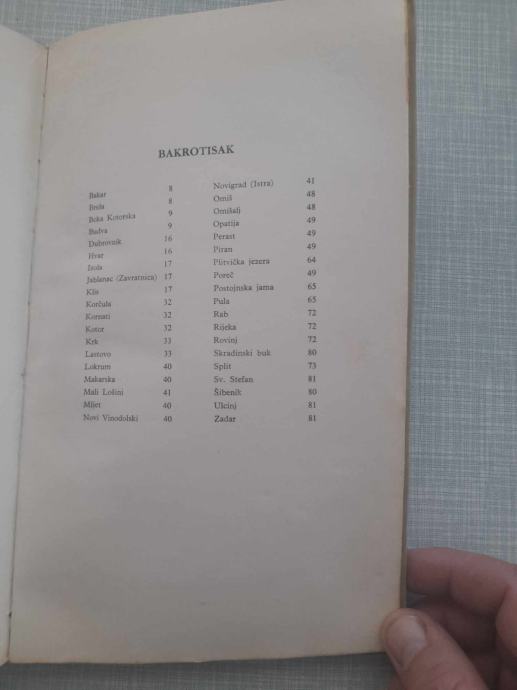 BAKROTISAK
Bakar 8
Brela 8
Boka Kotorska 9
Budva 9
Dubrovnik 16
Hvar 16
Izola 17
Jablanac (Zavratnica) 17
Klis 17
Korčula 32
Kornati 32
Kotor 32
Krk 33
Lastovo 33
Lokrum 40
Makarska 40
Mali Lošinj 41
Mljet 40
Novi Vinodolski 40
Novigrad (Istra) 41
Omiš 48
Omišalj 48
Opatija 49
Perast 49
Piran 49
Plitvička jezera 64
Poreč 49
Postojnska jama 65
Pula 65
Rab 72
Rijeka 72
Rovinj 72
Skradinski buk 80
Split 73
Sv. Stefan 81
Šibenik 80
Ulcinj 81
Zadar 81